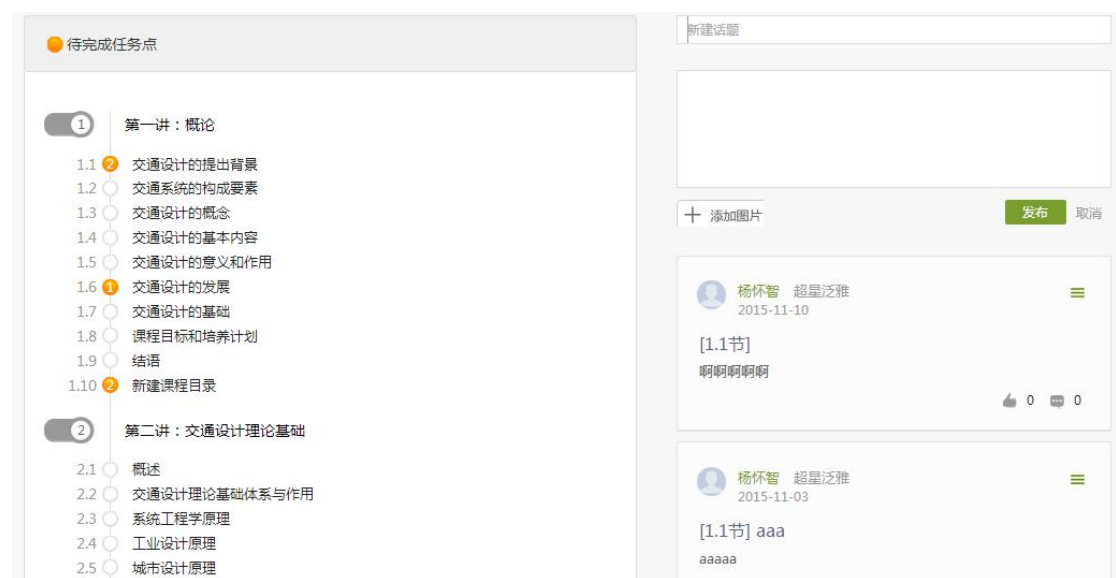 待完成任务点
1 第一讲：概论
1.1 2 交通设计的提出背景
1.2 交通系统的构成要素
1.3 交通设计的概念
1.4 交通设计的基本内容
1.5 交通设计的意义和作用
1.6 1 交通设计的发展
1.7 交通设计的基础
1.8 课程目标和培养计划
1.9 结语
1.10 2 新建课程目录
2 第二讲：交通设计理论基础
2.1 概述
2.2 交通设计理论基础体系与作用
2.3 系统工程学原理
2.4 工业设计原理
2.5 城市设计原理
新建话题
添加图片 发布 取消
杨怀智 超星泛雅
2015-11-10
[1.1节]
啊啊啊啊啊
0 0
杨怀智 超星泛雅
2015-11-03
[1.1节] aaa
aaaaa